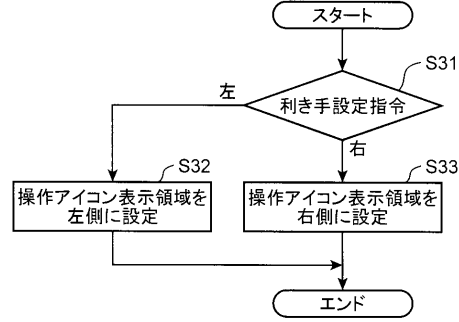 スタート
S31
利き手設定指令
左
右
S32
操作アイコン表示領域を
左側に設定
S33
操作アイコン表示領域を
右側に設定
エンド